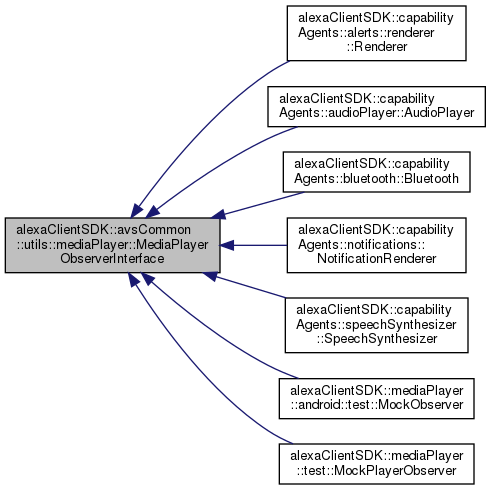 alexaClientSDK::capability
Agents::alerts::renderer
::Renderer
alexaClientSDK::capability
Agents::audioPlayer::AudioPlayer
alexaClientSDK::capability
Agents::bluetooth::Bluetooth
alexaClientSDK::avsCommon
::utils::mediaPlayer::MediaPlayer
ObserverInterface
alexaClientSDK::capability
Agents::notifications::
NotificationRenderer
alexaClientSDK::capability
Agents::speechSynthesizer
::SpeechSynthesizer
alexaClientSDK::mediaPlayer
::android::test::MockObserver
alexaClientSDK::mediaPlayer
::test::MockPlayerObserver